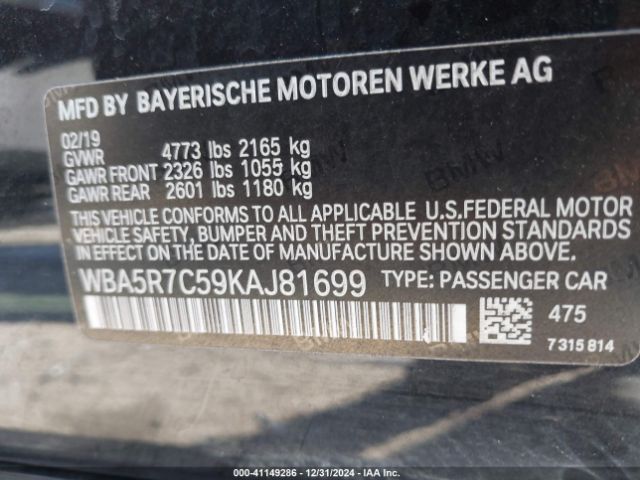 MFD BY BAYERISCHE MOTOREN WERKE AG
02/19
GVWR 4773 lbs 2165 kg
GAWR FRONT 2326 lbs 1055 kg
GAWR REAR 2601 lbs 1180 kg
THIS VEHICLE CONFORMS TO ALL APPLICABLE U.S.FEDERAL MOTOR
VEHICLE SAFETY, BUMPER AND THEFT PREVENTION STANDARDS
IN EFFECT ON THE DATE OF MANUFACTURE SHOWN ABOVE.
WBA5R7C59KAJ81699 TYPE: PASSENGER CAR
475
7315814
000-41149286 - 12/31/2024 - IAA Inc.